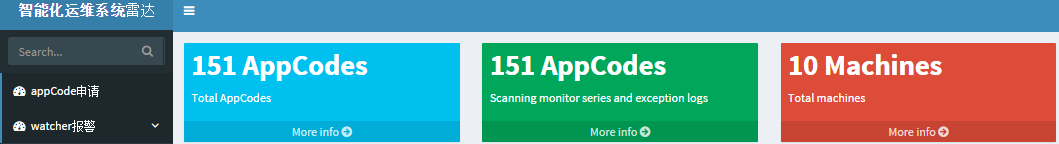 智能化运维系统雷达
Search...
appCode申请
watcher报警
151 AppCodes
Total AppCodes
More info
151 AppCodes
Scanning monitor series and exception logs
More info
10 Machines
Total machines
More info